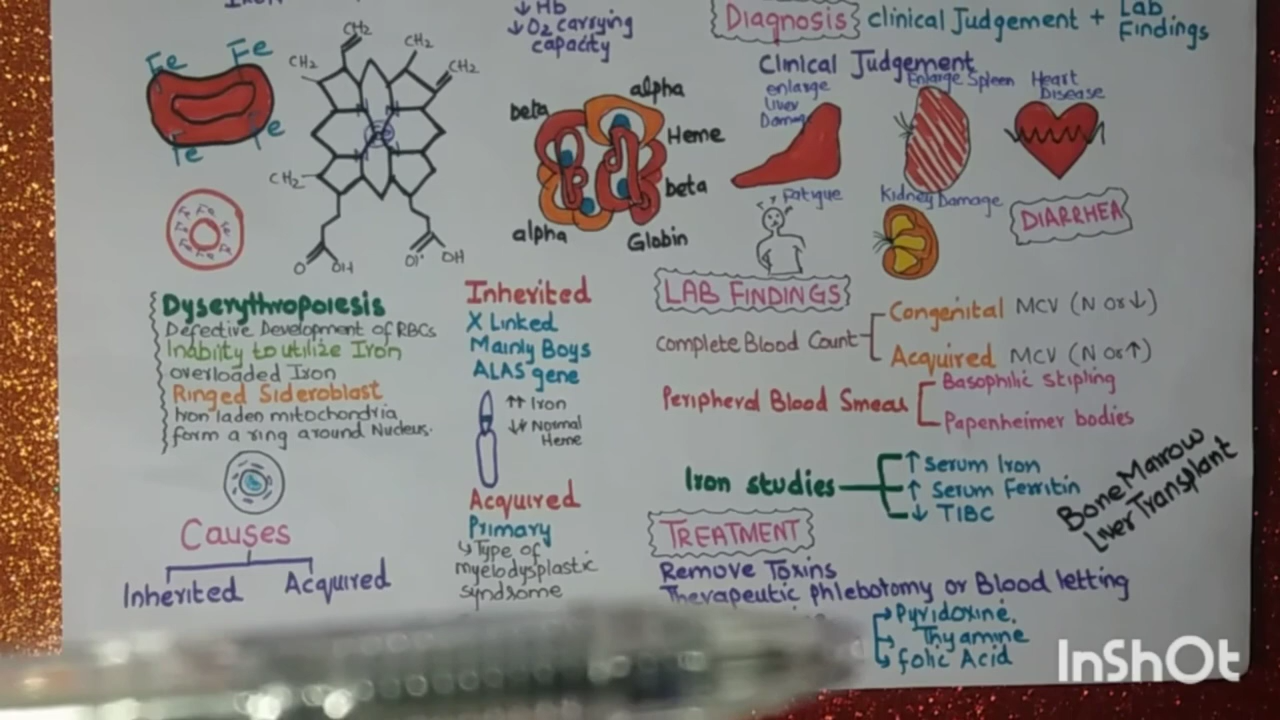 ↓ Hb
↓ O2 carrying
capacity
Diagnosis clinical Judgement + Lab
Findings
Clinical Judgement
Fe Fe
Fe Fe
CH2 CH2 CH2 CH2
CH2
O OH OH
beta alpha
Heme
beta
alpha Globin
enlarge
Liver
Damage
Enlarge Spleen
Heart
Disease
Fatigue
Kidney Damage
DIARRHEA
Dyserythropoiesis
Defective Development of RBCs
Inability to utilize Iron
overloaded Iron
Ringed Sideroblast
Iron laden mitochondria
form a ring around Nucleus.
Causes
Inherited Acquired
Inherited
X Linked
Mainly Boys
ALAS gene
↑↑ Iron
↓↓ Normal
Heme
Acquired
Primary
↳ Type of
myelodysplastic
syndrome
LAB FINDINGS
Complete Blood Count
Congenital MCV (N or ↓)
Acquired MCV (N or ↑)
Peripheral Blood Smear
Basophilic stipling
Papenheimer bodies
Iron studies
↑ Serum Iron
↑ Serum Ferritin
↓ TIBC
Bone Marrow
Liver Transplant
TREATMENT
Remove Toxins
Therapeutic phlebotomy or Blood letting
Pyridoxine.
Thyamine
folic Acid
InShOt